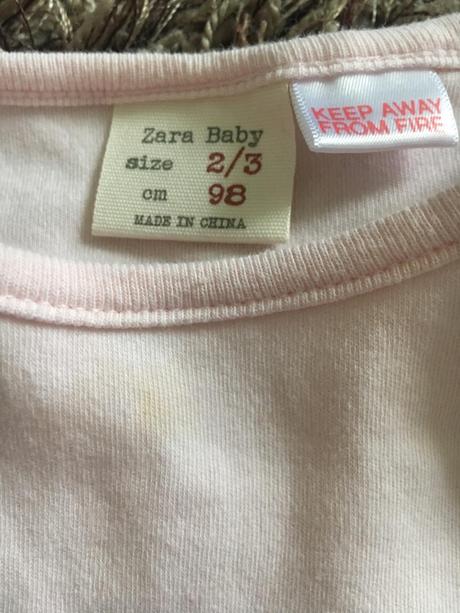 Zara Baby
size 2/3
cm 98
MADE IN CHINA
KEEP AWAY
FROM FIRE